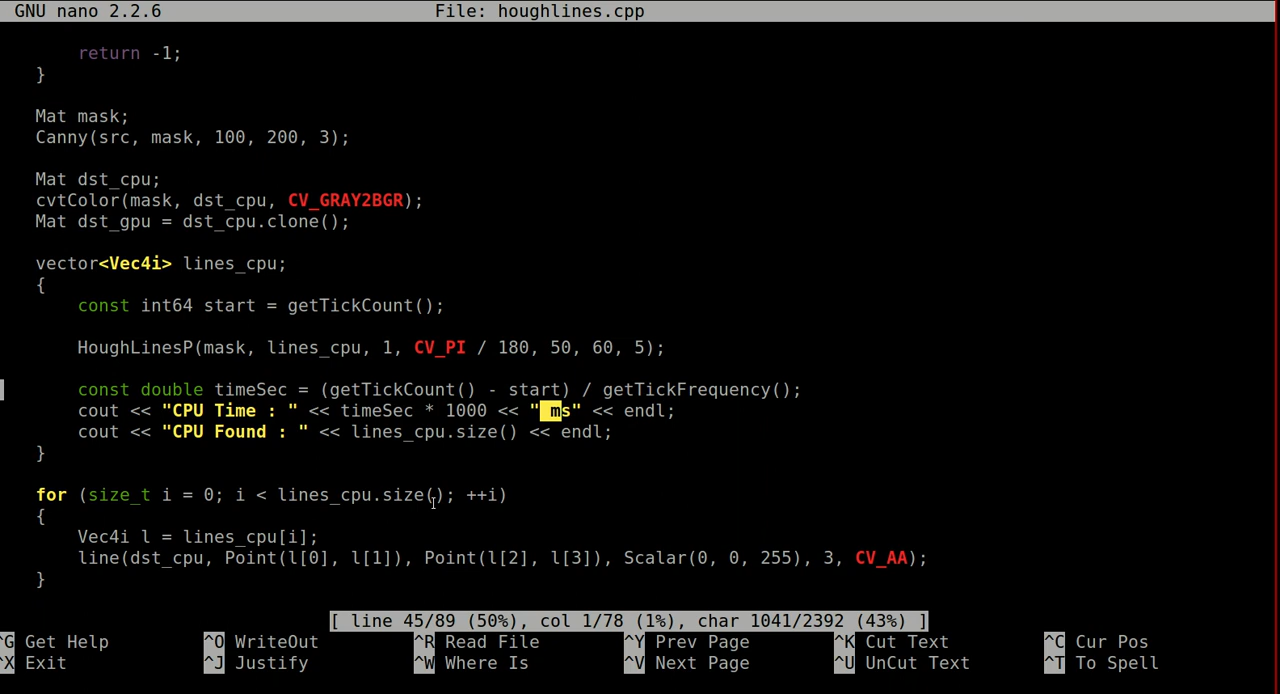 GNU nano 2.2.6 File: houghlines.cpp
return -1;
}
Mat mask;
Canny(src, mask, 100, 200, 3);
Mat dst_cpu;
cvtColor(mask, dst_cpu, CV_GRAY2BGR);
Mat dst_gpu = dst_cpu.clone();
vector<Vec4i> lines_cpu;
{
const int64 start = getTickCount();
HoughLinesP(mask, lines_cpu, 1, CV_PI / 180, 50, 60, 5);
const double timeSec = (getTickCount() - start) / getTickFrequency();
cout << "CPU Time : " << timeSec * 1000 << " ms" << endl;
cout << "CPU Found : " << lines_cpu.size() << endl;
}
for (size_t i = 0; i < lines_cpu.size(); ++i)
{
Vec4i l = lines_cpu[i];
line(dst_cpu, Point(l[0], l[1]), Point(l[2], l[3]), Scalar(0, 0, 255), 3, CV_AA);
}
[ line 45/89 (50%), col 1/78 (1%), char 1041/2392 (43%) ]
^G Get Help ^O WriteOut ^R Read File ^Y Prev Page ^K Cut Text ^C Cur Pos
^X Exit ^J Justify ^W Where Is ^V Next Page ^U UnCut Text ^T To Spell